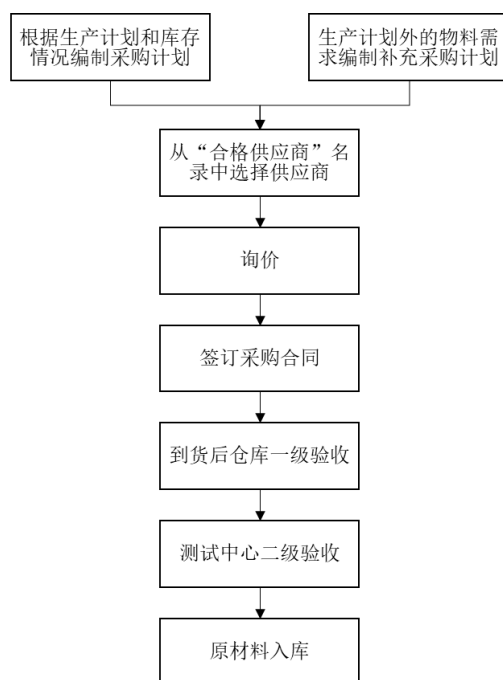 根据生产计划和库存
情况编制采购计划
生产计划外的物料需
求编制补充采购计划
从“合格供应商”名
录中选择供应商
询价
签订采购合同
到货后仓库一级验收
测试中心二级验收
原材料入库